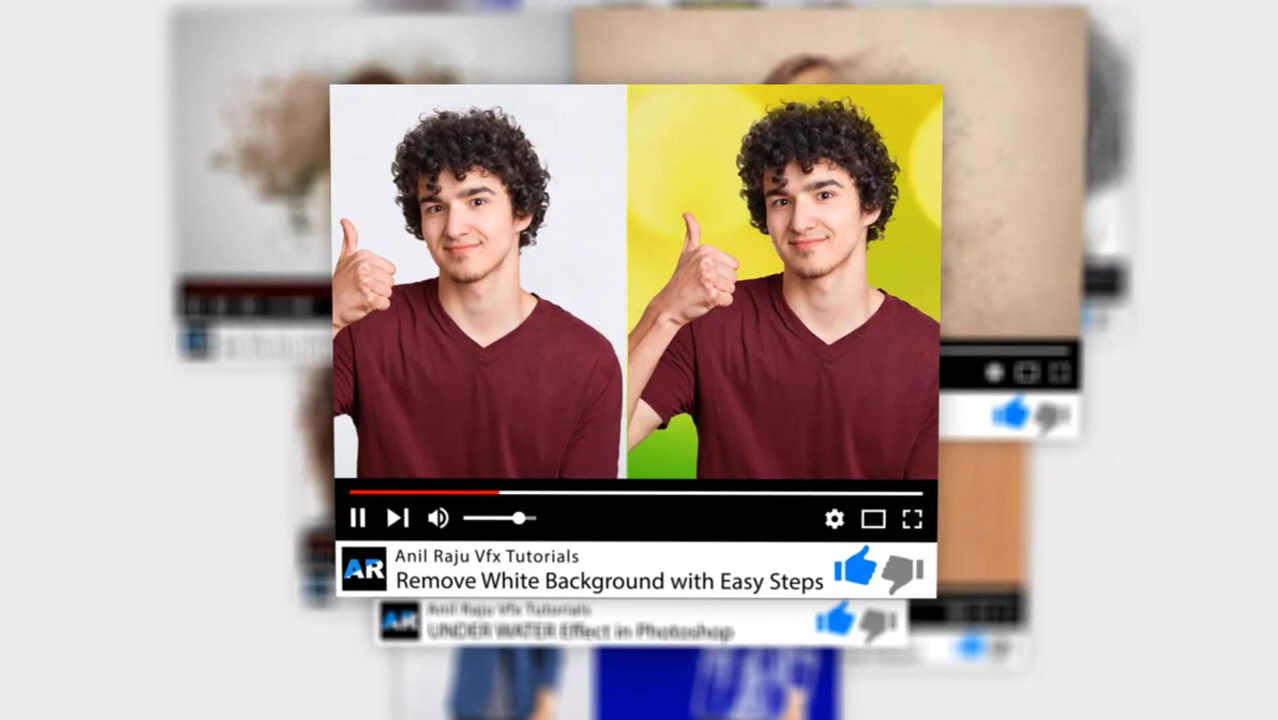 AR
Anil Raju Vfx Tutorials
Remove White Background with Easy Steps
AR
Anil Raju Vfx Tutorials
UNDER WATER Effect in Photoshop